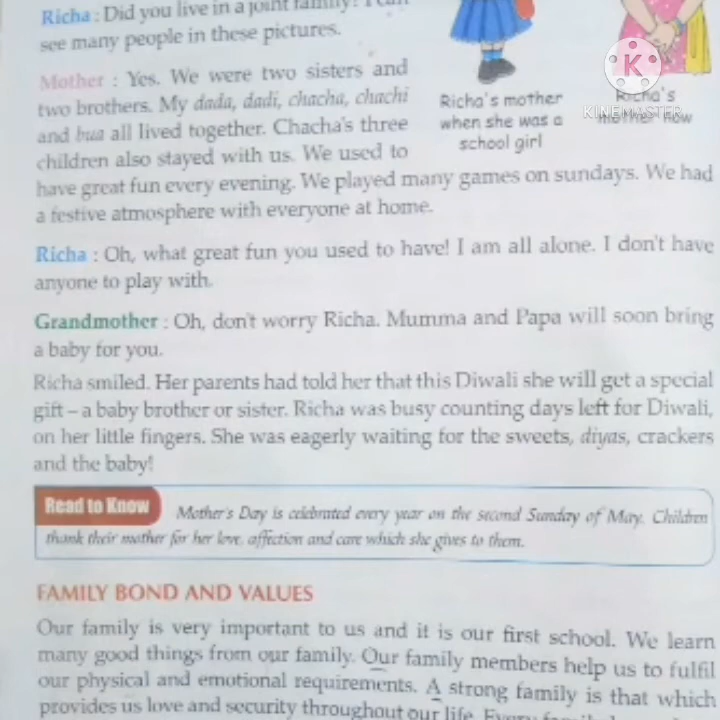 Richa : Did you live in a joint family? I can
see many people in these pictures.
Mother : Yes. We were two sisters and
two brothers. My dada, dadi, chacha, chachi
and bua all lived together. Chacha's three
children also stayed with us. We used to
have great fun every evening. We played many games on sundays. We had
a festive atmosphere with everyone at home.
Richa's mother
when she was a
school girl
Richa's
mother now
KINEMASTER
Richa : Oh, what great fun you used to have! I am all alone. I don't have
anyone to play with.
Grandmother : Oh, don't worry Richa. Mumma and Papa will soon bring
a baby for you.
Richa smiled. Her parents had told her that this Diwali she will get a special
gift – a baby brother or sister. Richa was busy counting days left for Diwali,
on her little fingers. She was eagerly waiting for the sweets, diyas, crackers
and the baby!
Read to Know
Mother's Day is celebrated every year on the second Sunday of May. Children
thank their mother for her love, affection and care which she gives to them.
FAMILY BOND AND VALUES
Our family is very important to us and it is our first school. We learn
many good things from our family. Our family members help us to fulfil
our physical and emotional requirements. A strong family is that which
provides us love and security throughout our life. Every